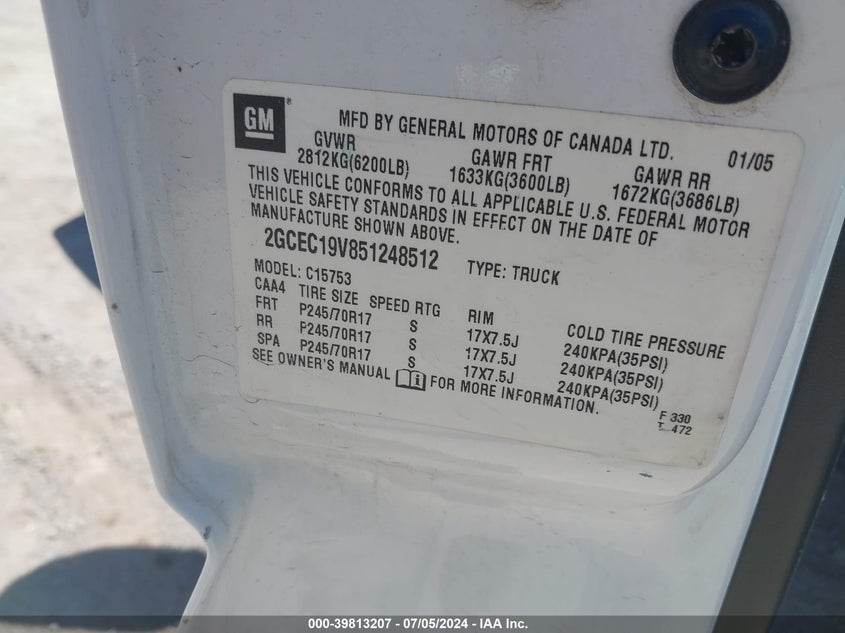 GM ®
MFD BY GENERAL MOTORS OF CANADA LTD. 01/05
GVWR GAWR FRT GAWR RR
2812KG(6200LB) 1633KG(3600LB) 1672KG(3686LB)
THIS VEHICLE CONFORMS TO ALL APPLICABLE U.S. FEDERAL MOTOR
VEHICLE SAFETY STANDARDS IN EFFECT ON THE DATE OF
MANUFACTURE SHOWN ABOVE.
2GCEC19V851248512 TYPE: TRUCK
MODEL: C15753
CAA4 TIRE SIZE SPEED RTG RIM COLD TIRE PRESSURE
FRT P245/70R17 S 17X7.5J 240KPA(35PSI)
RR P245/70R17 S 17X7.5J 240KPA(35PSI)
SPA P245/70R17 S 17X7.5J 240KPA(35PSI)
SEE OWNER'S MANUAL i FOR MORE INFORMATION.
F 330
T 472
000-39813207 - 07/05/2024 - IAA Inc.